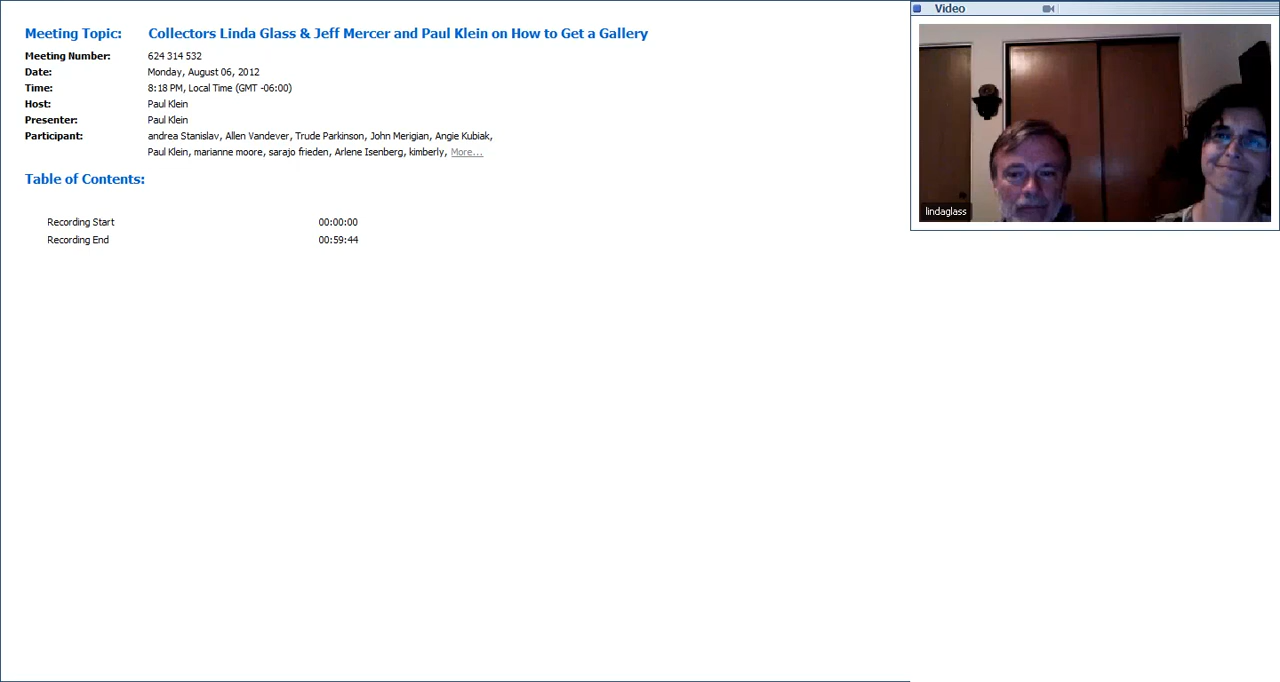 Meeting Topic: Collectors Linda Glass & Jeff Mercer and Paul Klein on How to Get a Gallery
Meeting Number: 624 314 532
Date: Monday, August 06, 2012
Time: 8:18 PM, Local Time (GMT -06:00)
Host: Paul Klein
Presenter: Paul Klein
Participant: andrea Stanislav, Allen Vandever, Trude Parkinson, John Merigian, Angie Kubiak,
Paul Klein, marianne moore, sarajo frieden, Arlene Isenberg, kimberly, More...
Table of Contents:
Recording Start 00:00:00
Recording End 00:59:44
Video
lindaglass